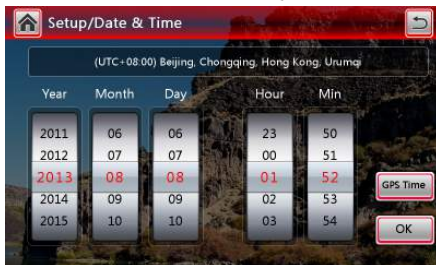 Setup/Date & Time
(UTC+08:00) Beijing, Chongqing, Hong Kong, Urumqi
Year Month Day Hour Min
2011 06 06 23 50
2012 07 07 00 51
2013 08 08 01 52
GPS Time
2014 09 09 02 53
2015 10 10 03 54
OK